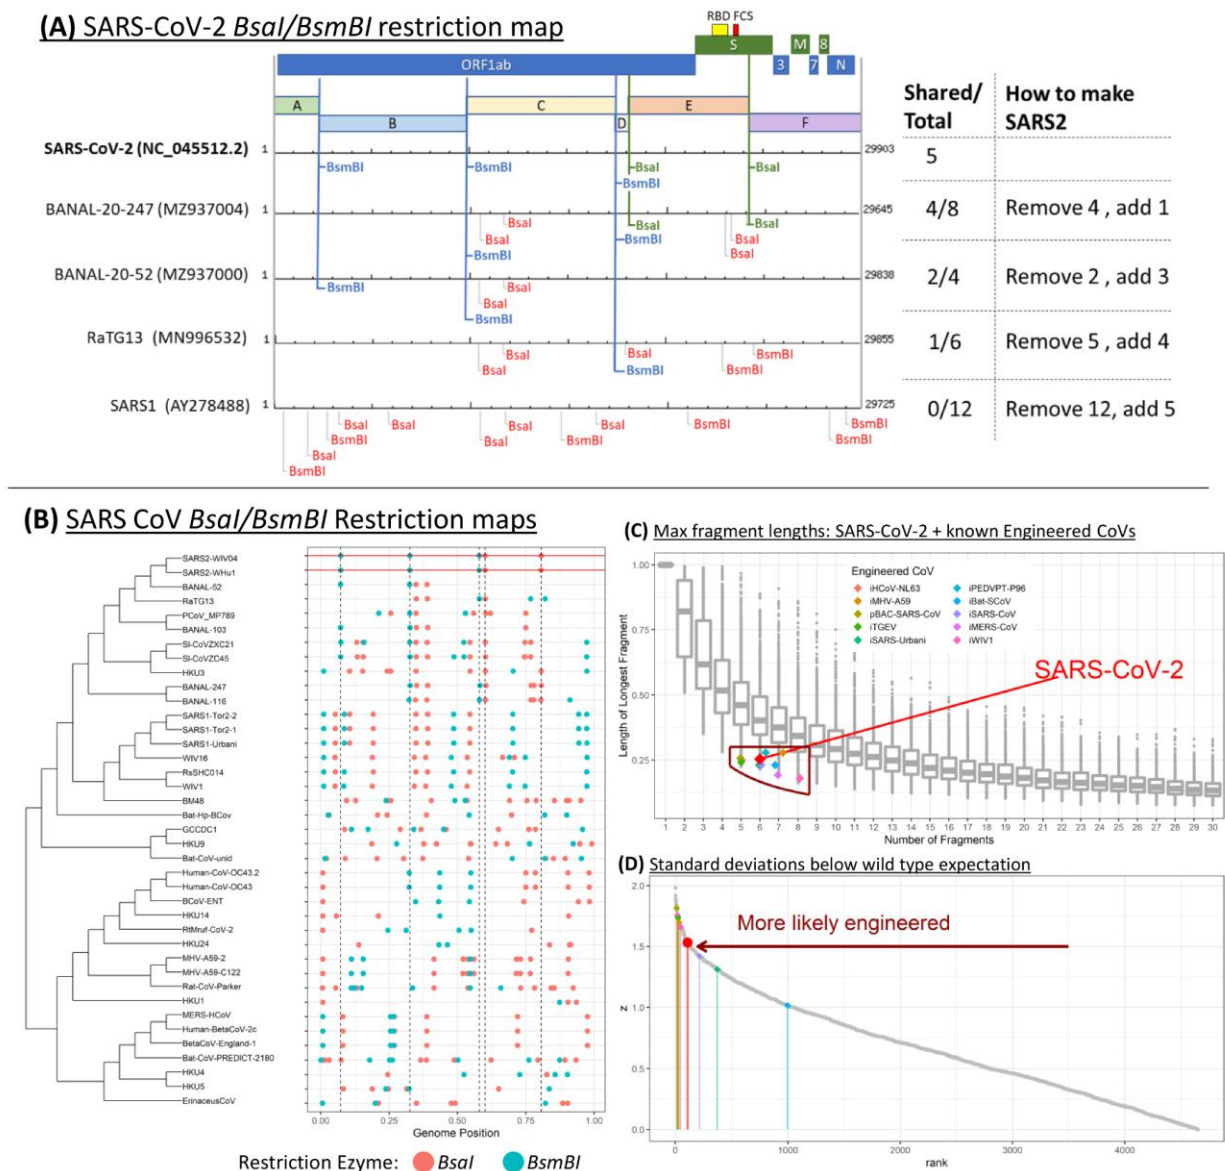 (A) SARS-CoV-2 BsaI/BsmBI restriction map
RBD FCS
S M 8
ORF1ab 3 7 N
A C E
B D F
Shared/ Total
How to make SARS2
SARS-CoV-2 (NC_045512.2) 1 29903
5
BsmBI BsmBI BsaI BsaI
BsmBI
BANAL-20-247 (MZ937004) 1 29645
4/8 Remove 4 , add 1
BsaI BsaI BsaI BsaI
BsaI BsmBI BsaI
BsmBI
BANAL-20-52 (MZ937000) 1 29838
2/4 Remove 2 , add 3
BsmBI BsaI
BsaI
BsmBI
RaTG13 (MN996532) 1 29855
1/6 Remove 5 , add 4
BsaI BsaI BsmBI
BsaI BsmBI BsmBI
SARS1 (AY278488) 1 29725
0/12 Remove 12, add 5
BsaI BsaI BsaI BsaI BsmBI BsmBI
BsmBI BsaI BsmBI BsmBI
BsaI
BsmBI
(B) SARS CoV BsaI/BsmBI Restriction maps
SARS2-WIV04
SARS2-WHu1
BANAL-52
RaTG13
PCoV_MP789
BANAL-103
Sl-CoVZXC21
Sl-CoVZC45
HKU3
BANAL-247
BANAL-116
SARS1-Tor2-2
SARS1-Tor2-1
SARS1-Urbani
WIV16
RsSHC014
WIV1
BM48
Bat-Hp-BCov
GCCDC1
HKU9
Bat-CoV-unid
Human-CoV-OC43.2
Human-CoV-OC43
BCoV-ENT
HKU14
RtMruf-CoV-2
HKU24
MHV-A59-2
MHV-A59-C122
Rat-CoV-Parker
HKU1
MERS-HCoV
Human-BetaCoV-2c
BetaCoV-England-1
Bat-CoV-PREDICT-2180
HKU4
HKU5
ErinaceusCoV
0.00 0.25 0.50 0.75 1.00
Genome Position
Restriction Ezyme: BsaI BsmBI
(C) Max fragment lengths: SARS-CoV-2 + known Engineered CoVs
Length of Longest Fragment
1.00
0.75
0.50
0.25
Engineered CoV
iHCoV-NL63 iPEDVPT-P96
iMHV-A59 iBat-SCoV
pBAC-SARS-CoV iSARS-CoV
iTGEV iMERS-CoV
iSARS-Urbani iWIV1
SARS-CoV-2
1 2 3 4 5 6 7 8 9 10 11 12 13 14 15 16 17 18 19 20 21 22 23 24 25 26 27 28 29 30
Number of Fragments
(D) Standard deviations below wild type expectation
z
2.0
1.5
1.0
0.5
0.0
More likely engineered
0 1000 2000 3000 4000
rank